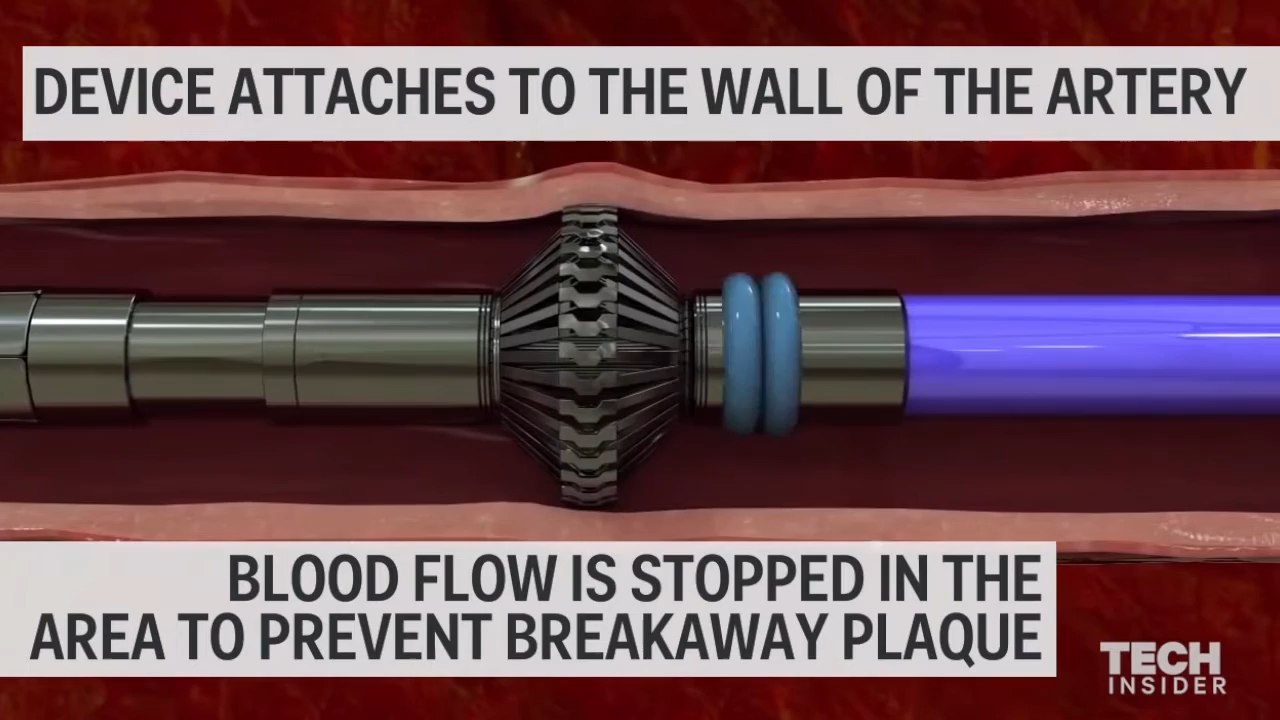 DEVICE ATTACHES TO THE WALL OF THE ARTERY
BLOOD FLOW IS STOPPED IN THE
AREA TO PREVENT BREAKAWAY PLAQUE
TECH
INSIDER